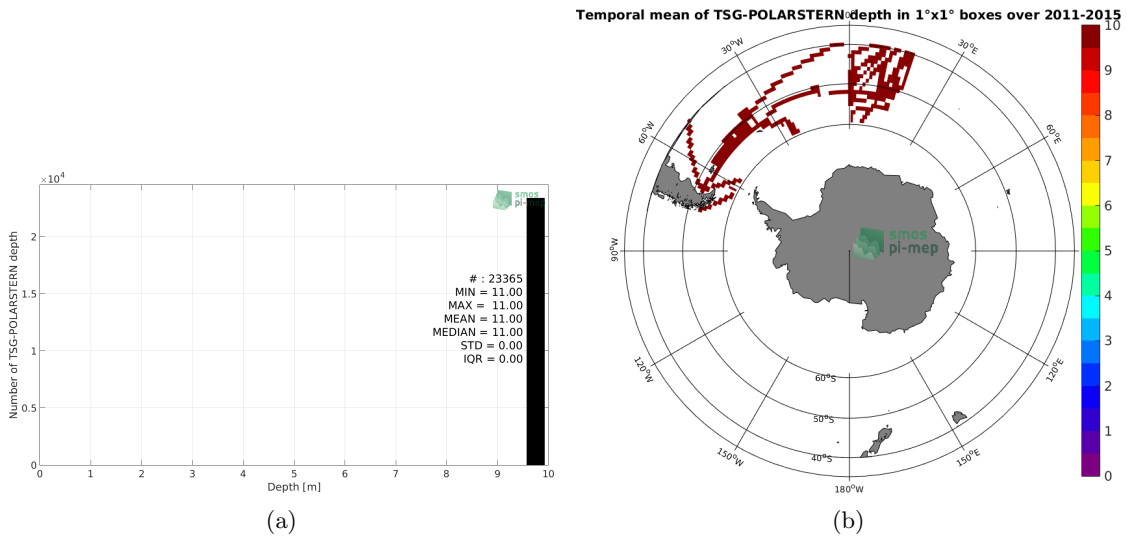 ×10⁴
2
1.5
1
0.5
0
Number of TSG-POLARSTERN depth
smos
pi-mep
# : 23365
MIN = 11.00
MAX = 11.00
MEAN = 11.00
MEDIAN = 11.00
STD = 0.00
IQR = 0.00
0 1 2 3 4 5 6 7 8 9 10
Depth [m]
(a)
Temporal mean of TSG-POLARSTERN depth in 1°x1° boxes over 2011-2015
0°
30°W
30°E
60°W
60°E
90°W
120°W
120°E
150°W
150°E
180°W
60°S
50°S
40°S
smos
pi-mep
10
9
8
7
6
5
4
3
2
1
0
(b)